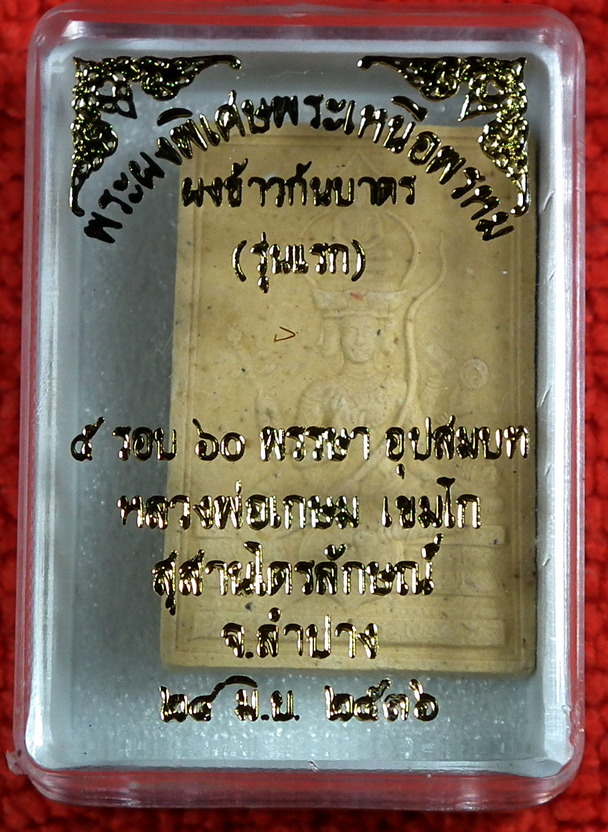 พระผงพิเศษพระเหนือพรหม
ผงข้าวก้นบาตร
(รุ่นแรก)
๕ รอบ ๖๐ พรรษา อุปสมบท
หลวงพ่อเกษม เขมโก
สุสานไตรลักษณ์
จ.ลำปาง
๒๔ มิ.ย. ๒๕๓๖